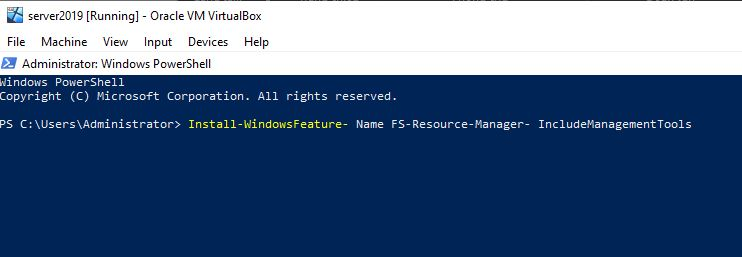 server2019 [Running] - Oracle VM VirtualBox
File Machine View Input Devices Help
Administrator: Windows PowerShell
Windows PowerShell
Copyright (C) Microsoft Corporation. All rights reserved.
PS C:\Users\Administrator> Install-WindowsFeature- Name FS-Resource-Manager- IncludeManagementTools